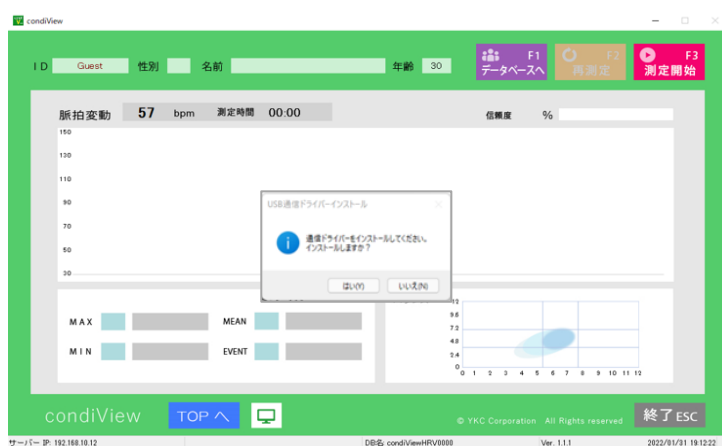 condiView
ID Guest 性別 名前 年齢 30
F1 データベースへ
F2 再測定
F3 測定開始
脈拍変動 57 bpm 測定時間 00:00 信頼度 %
150
130
110
90
70
50
30
USB通信ドライバーインストール
通信ドライバーをインストールしてください。
インストールしますか？
はい(Y) いいえ(N)
MAX MEAN
MIN EVENT
12
9.6
7.2
4.8
2.4
0
0 1 2 3 4 5 6 7 8 9 10 11 12
condiView TOP へ
© YKC Corporation All Rights reserved
終了 ESC
サーバー IP: 192.168.10.12 DB名: condiViewHRV0000 Ver. 1.1.1 2022/01/31 19:12:22